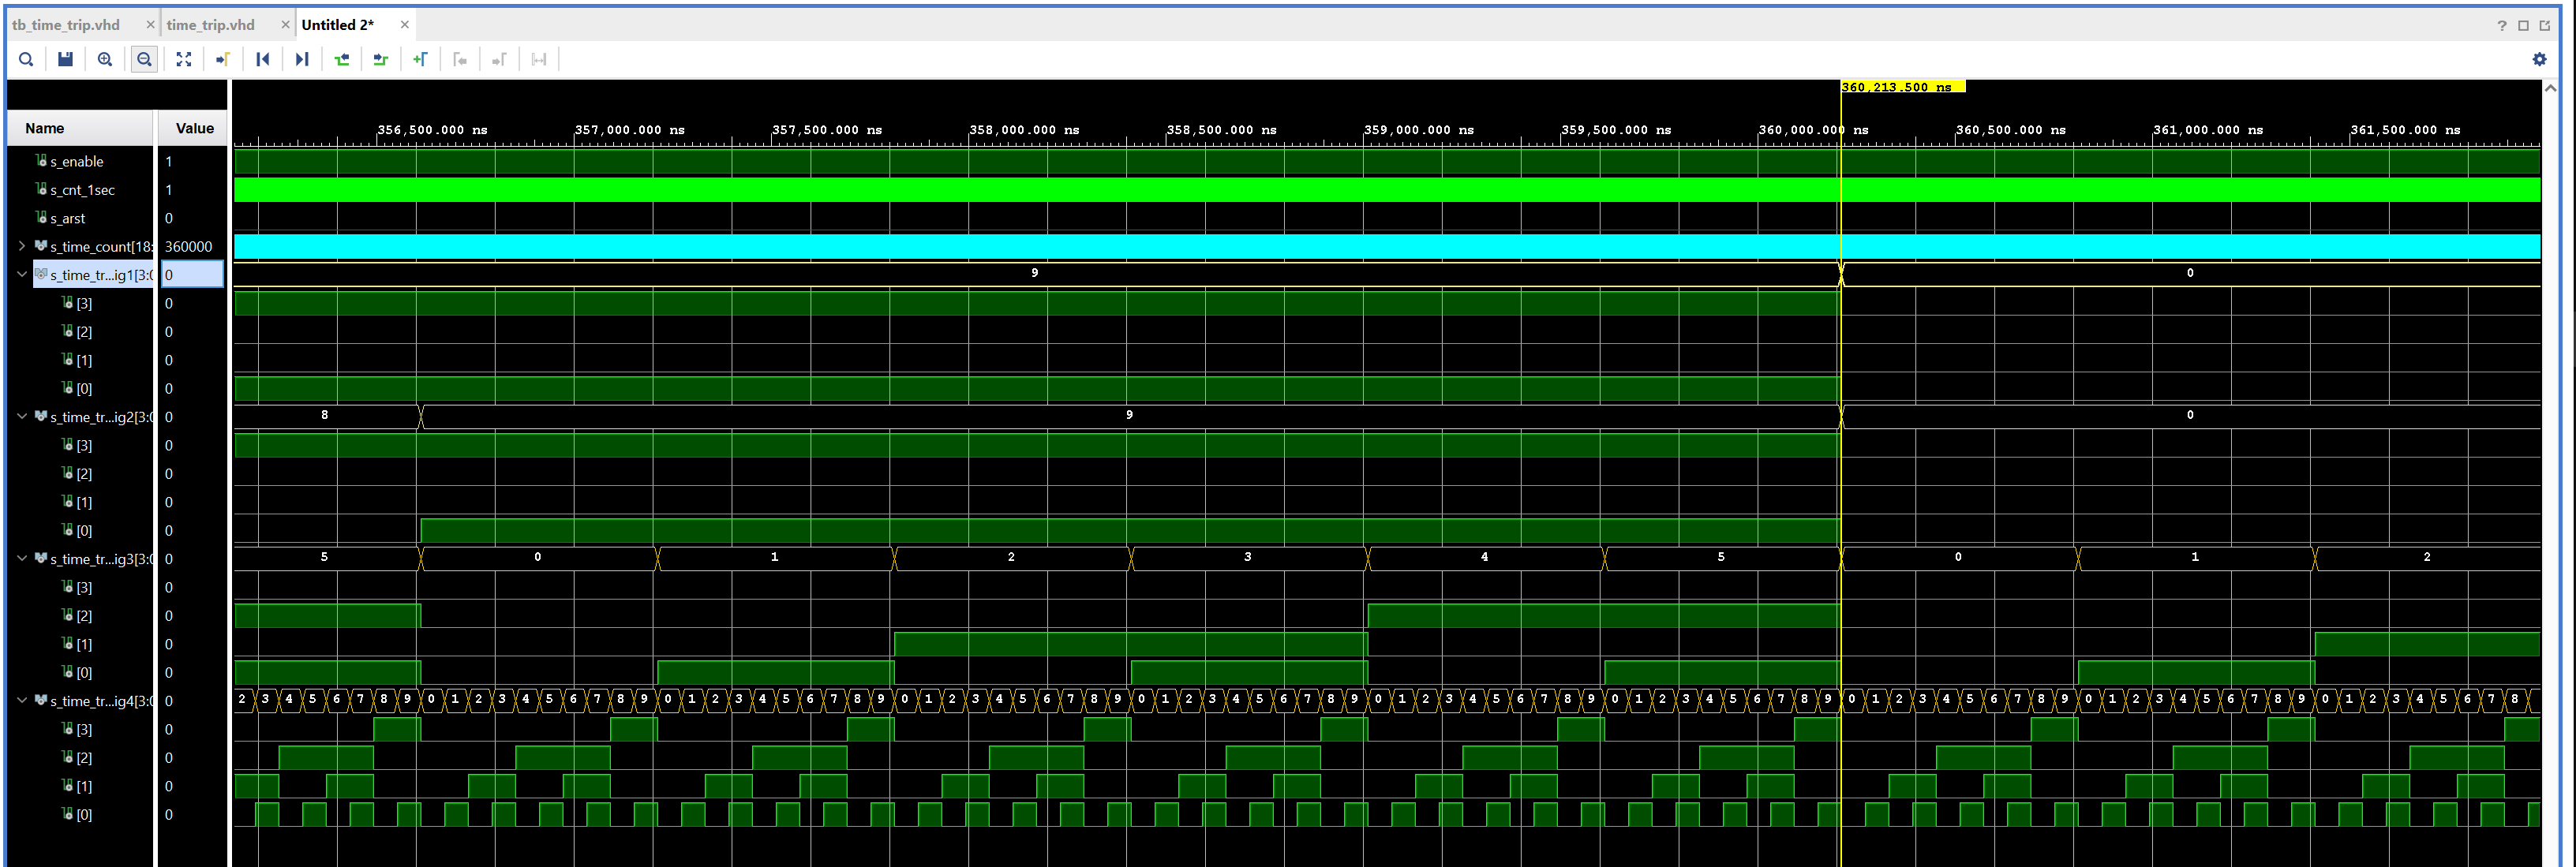 tb_time_trip.vhd × time_trip.vhd × Untitled 2* ×
?
360,213.500 ns
Name Value
356,500.000 ns 357,000.000 ns 357,500.000 ns 358,000.000 ns 358,500.000 ns 359,000.000 ns 359,500.000 ns 360,000.000 ns 360,500.000 ns 361,000.000 ns 361,500.000 ns
s_enable 1
s_cnt_1sec 1
s_arst 0
s_time_count[18: 360000
s_time_tr...ig1[3:0 0 9 0
[3] 0
[2] 0
[1] 0
[0] 0
s_time_tr...ig2[3:0 0 8 9 0
[3] 0
[2] 0
[1] 0
[0] 0
s_time_tr...ig3[3:0 0 5 0 1 2 3 4 5 0 1 2
[3] 0
[2] 0
[1] 0
[0] 0
s_time_tr...ig4[3:0 0 2 3 4 5 6 7 8 9 0 1 2 3 4 5 6 7 8 9 0 1 2 3 4 5 6 7 8 9 0 1 2 3 4 5 6 7 8 9 0 1 2 3 4 5 6 7 8 9 0 1 2 3 4 5 6 7 8 9 0 1 2 3 4 5 6 7 8 9 0 1 2 3 4 5 6 7 8 9 0 1 2 3 4 5 6 7 8 9 0 1 2 3 4 5 6 7 8
[3] 0
[2] 0
[1] 0
[0] 0